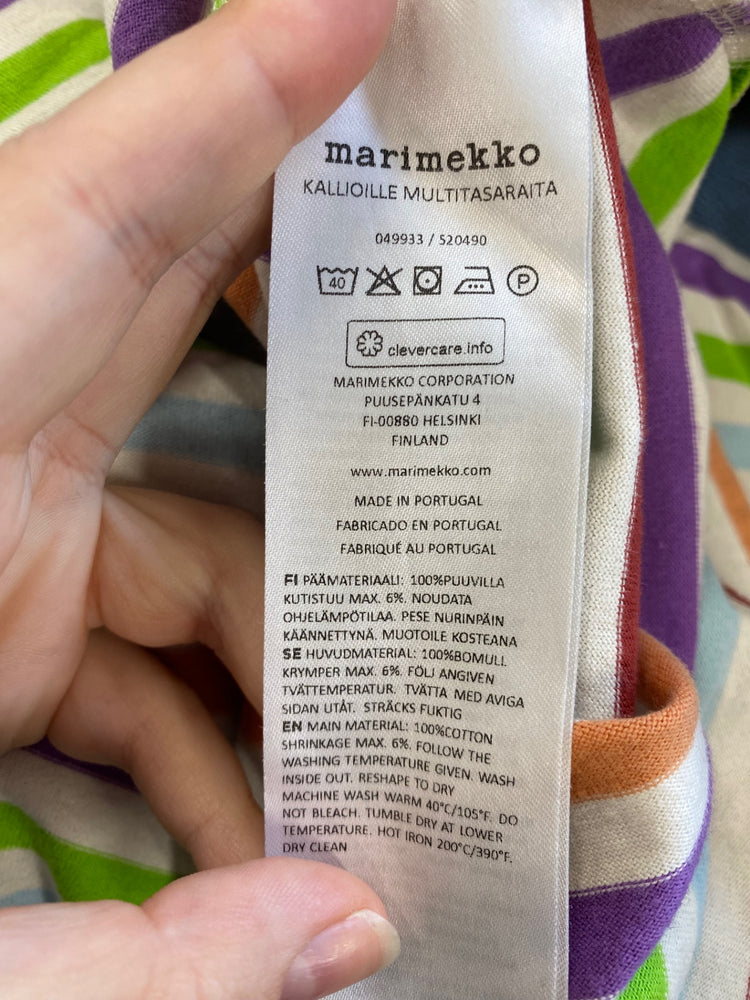 marimekko
KALLIOILLE MULTITASARAITA
049933 / 520490
40 P
clevercare.info
MARIMEKKO CORPORATION
PUUSEPÄNKATU 4
FI-00880 HELSINKI
FINLAND
www.marimekko.com
MADE IN PORTUGAL
FABRICADO EN PORTUGAL
FABRIQUÉ AU PORTUGAL
FI PÄÄMATERIAALI: 100%PUUVILLA
KUTISTUU MAX. 6%. NOUDATA
OHJELÄMPÖTILAA. PESE NURINPÄIN
KÄÄNNETTYNÄ. MUOTOILE KOSTEANA
SE HUVUDMATERIAL: 100%BOMULL
KRYMPER MAX. 6%. FÖLJ ANGIVEN
TVÄTTEMPERATUR. TVÄTTA MED AVIGA
SIDAN UTÅT. STRÄCKS FUKTIG
EN MAIN MATERIAL: 100%COTTON
SHRINKAGE MAX. 6%. FOLLOW THE
WASHING TEMPERATURE GIVEN. WASH
INSIDE OUT. RESHAPE TO DRY
MACHINE WASH WARM 40°C/105°F. DO
NOT BLEACH. TUMBLE DRY AT LOWER
TEMPERATURE. HOT IRON 200°C/390°F.
DRY CLEAN